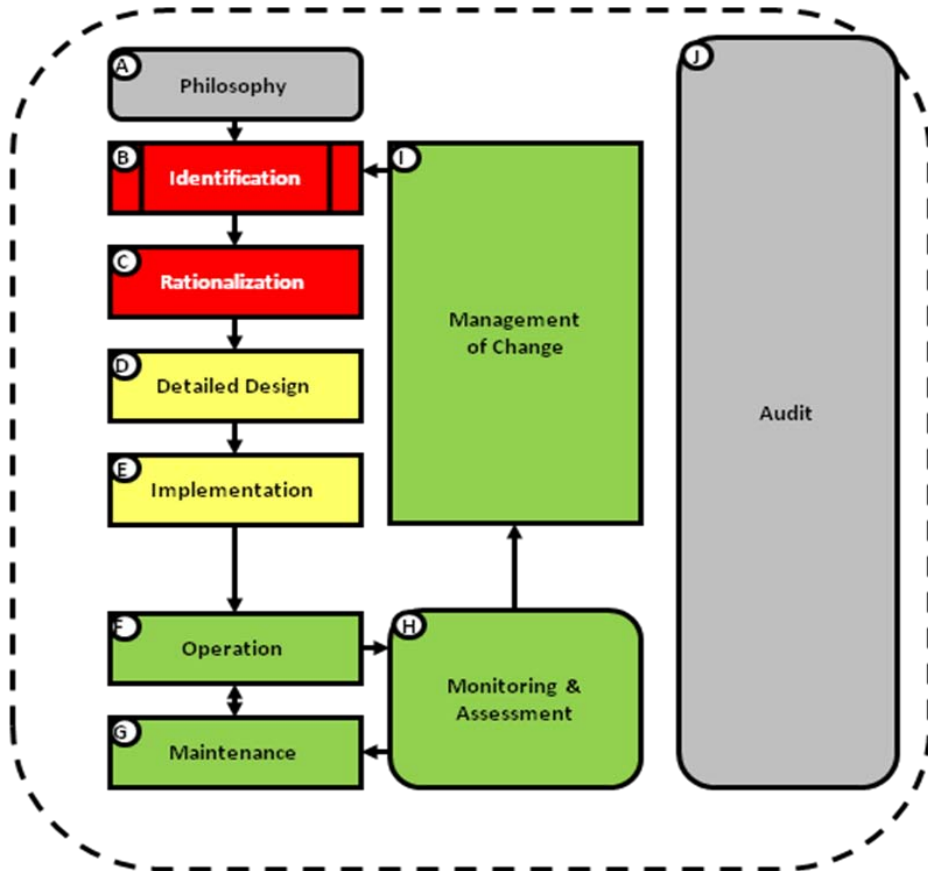 A
Philosophy
B
Identification
C
Rationalization
D
Detailed Design
E
Implementation
F
Operation
G
Maintenance
H
Monitoring &
Assessment
I
Management
of Change
J
Audit